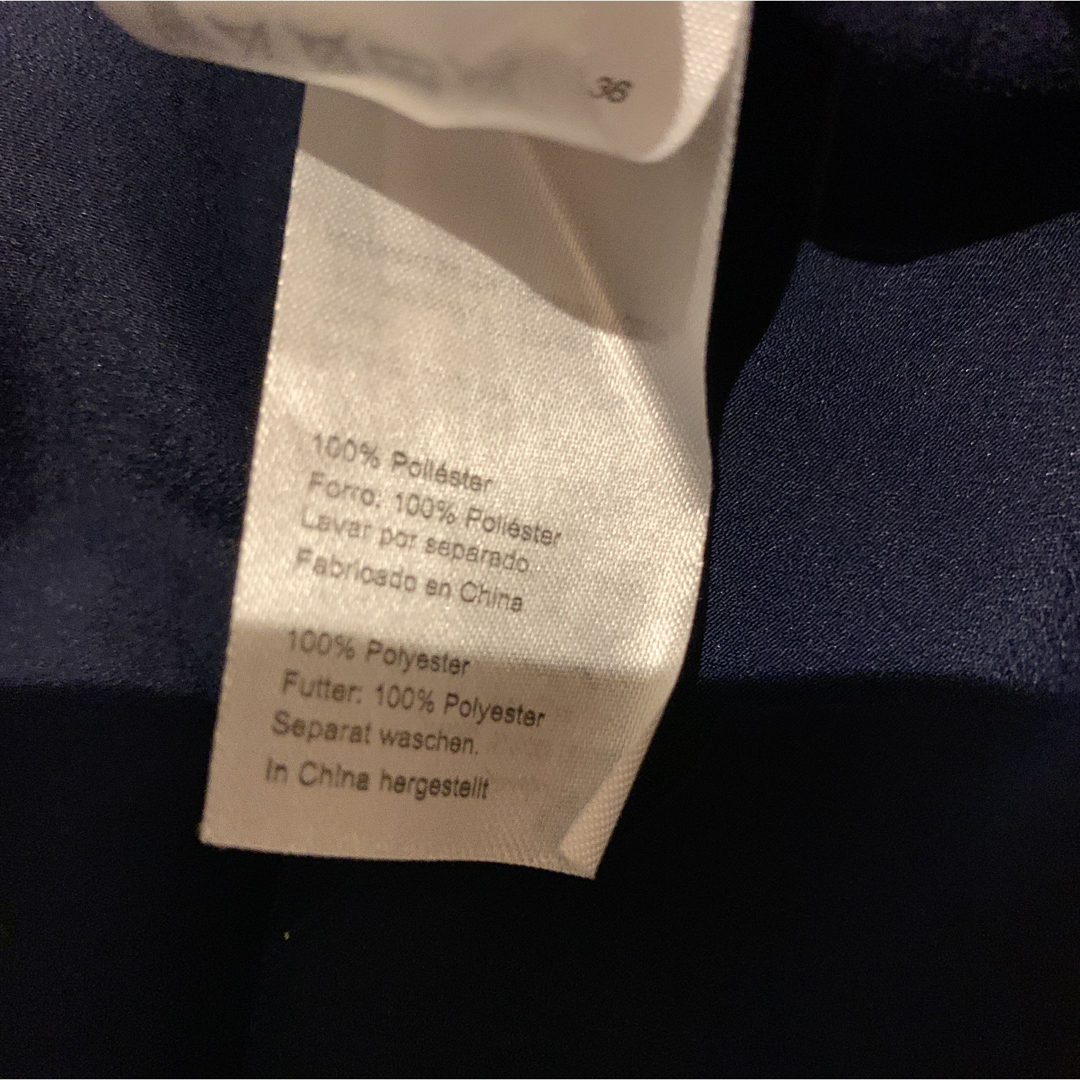 36
100% Poliéster
Forro: 100% Poliéster
Lavar por separado
Fabricado en China
100% Polyester
Futter: 100% Polyester
Separat waschen.
In China hergestellt